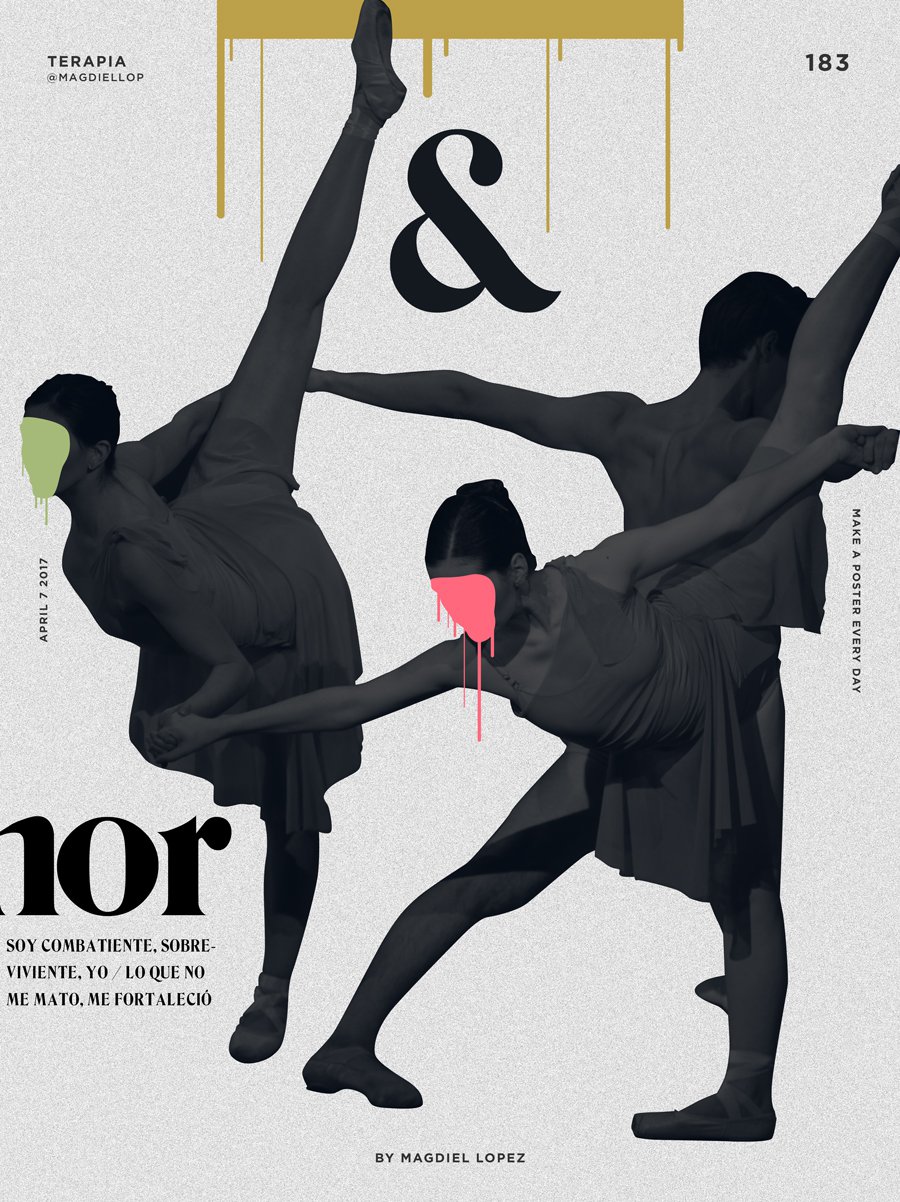 TERAPIA
@MAGDIELLOP
183
&
APRIL 7 2017
MAKE A POSTER EVERY DAY
nor
SOY COMBATIENTE, SOBRE-
VIVIENTE, YO / LO QUE NO
ME MATO, ME FORTALECIÓ
BY MAGDIEL LOPEZ